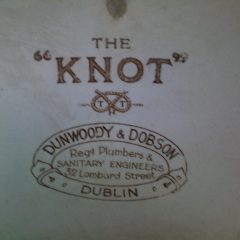 THE
"KNOT"
T T
DUNWOODY & DOBSON
Regd Plumbers &
SANITARY ENGINEERS
32 Lombard Street
DUBLIN